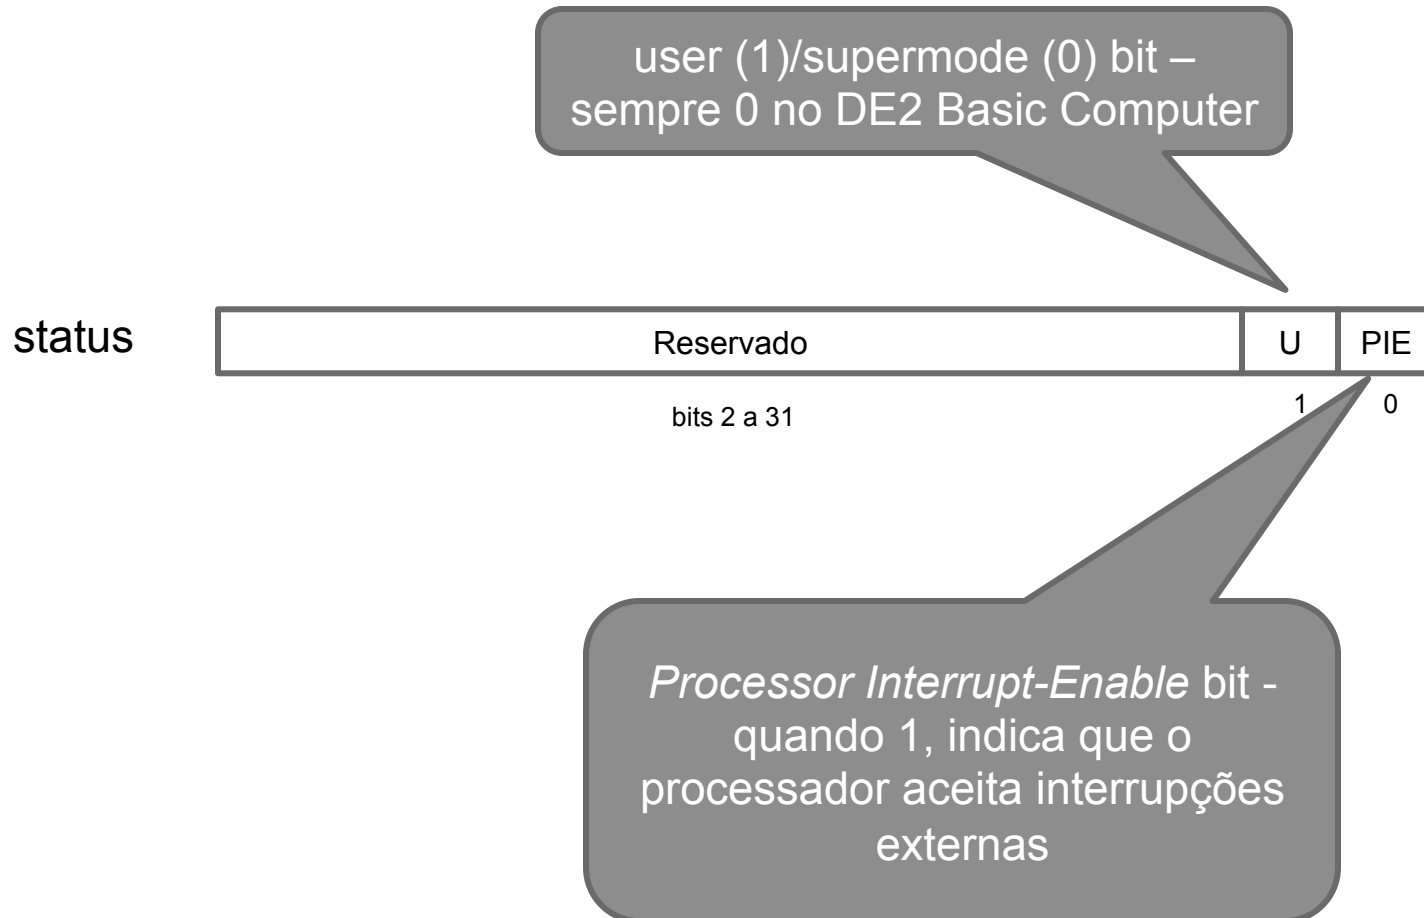 user (1)/supermode (0) bit –
sempre 0 no DE2 Basic Computer
status
Reservado
U
PIE
bits 2 a 31
1
0
Processor Interrupt-Enable bit -
quando 1, indica que o
processador aceita interrupções
externas